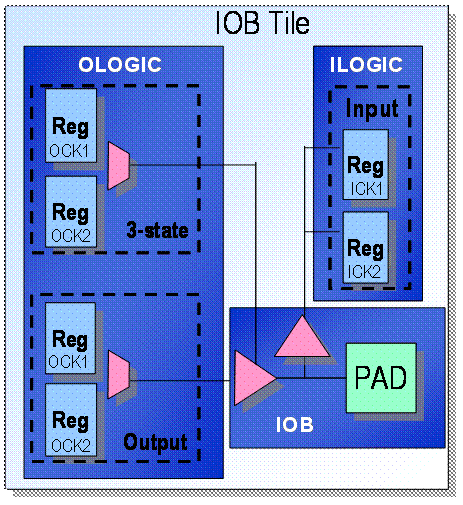 IOB Tile
OLOGIC
Reg
OCK1
Reg
OCK2
3-state
Reg
OCK1
Reg
OCK2
Output
ILOGIC
Input
Reg
ICK1
Reg
ICK2
PAD
IOB